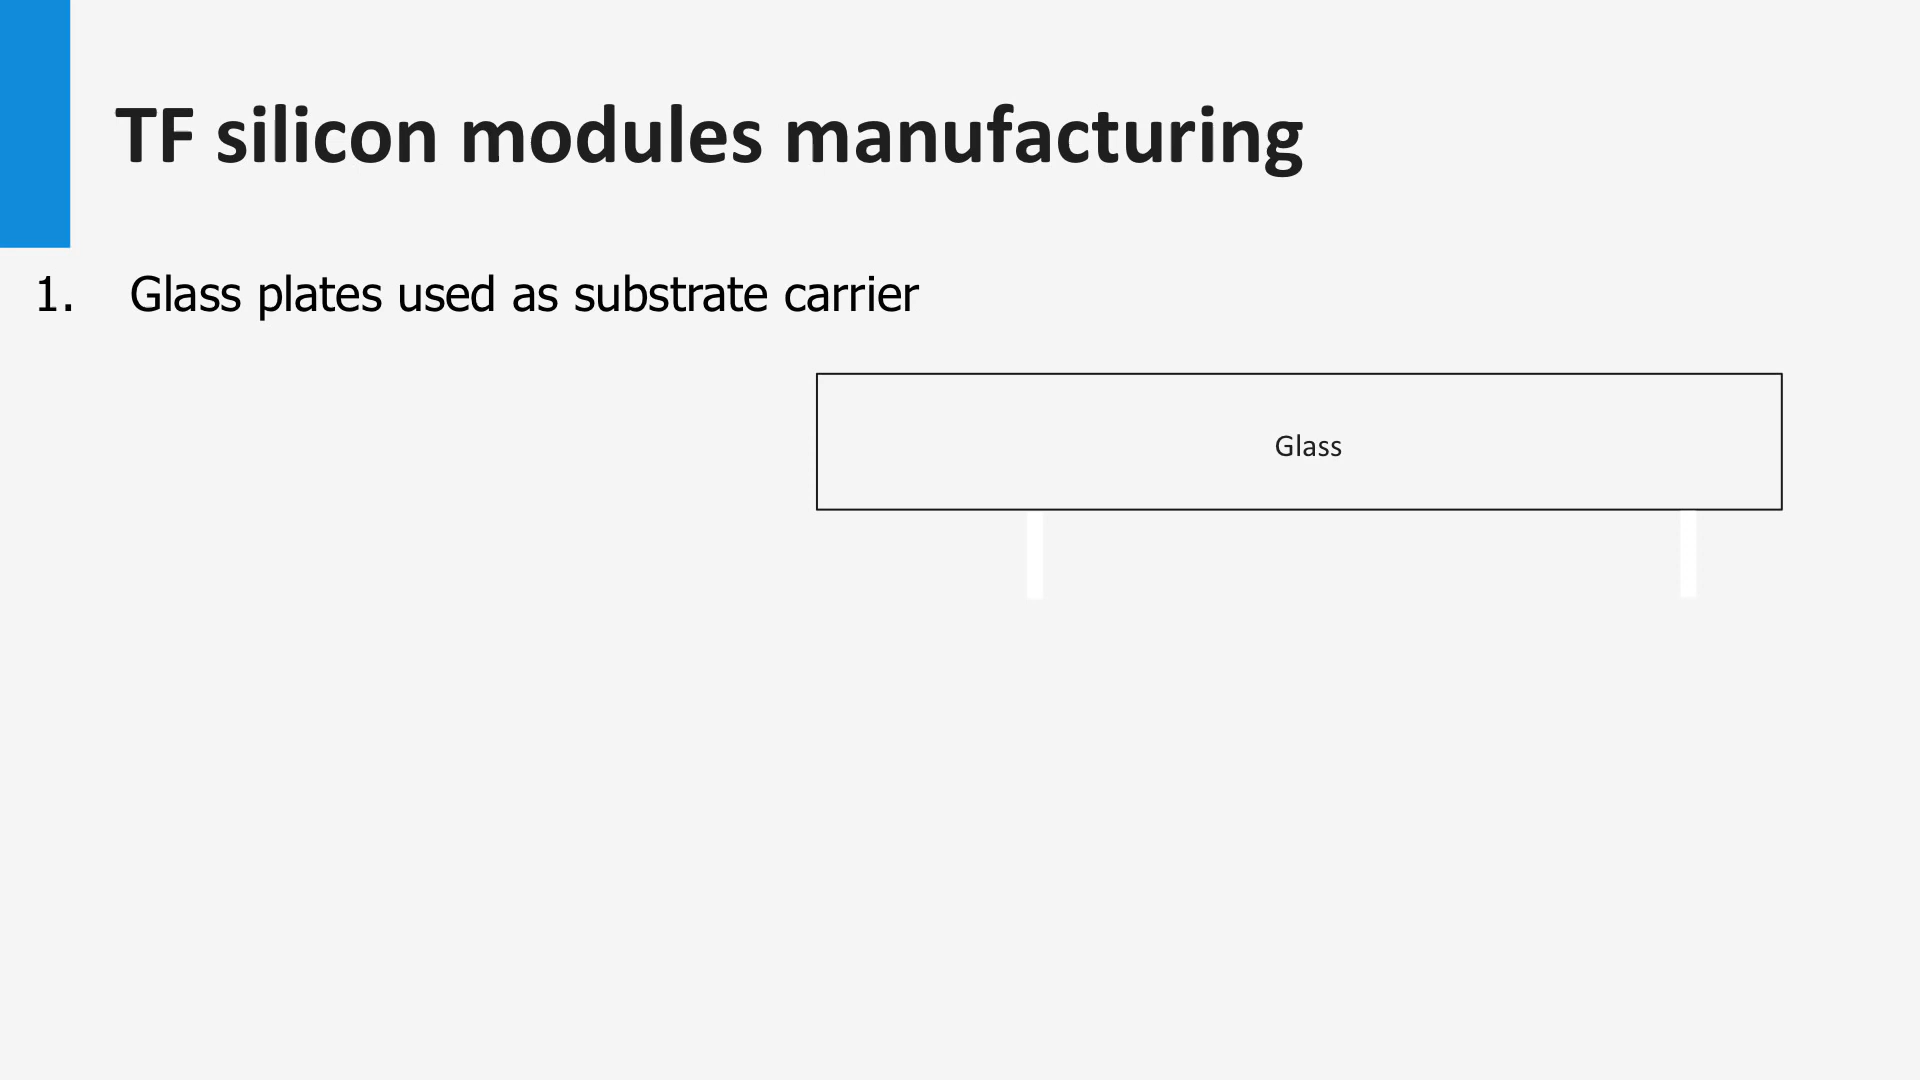 TF silicon modules manufacturing
1. Glass plates used as substrate carrier
Glass